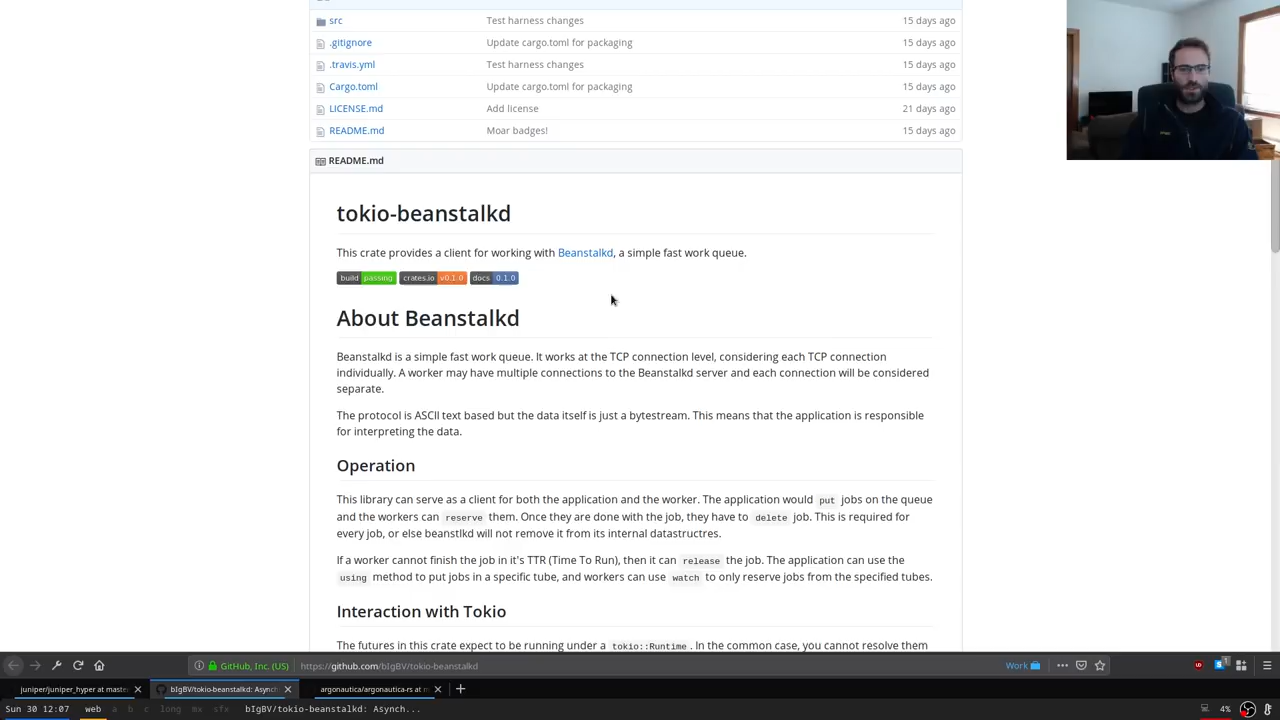 src Test harness changes 15 days ago
.gitignore Update cargo.toml for packaging 15 days ago
.travis.yml Test harness changes 15 days ago
Cargo.toml Update cargo.toml for packaging 15 days ago
LICENSE.md Add license 21 days ago
README.md Moar badges! 15 days ago
README.md
tokio-beanstalkd
This crate provides a client for working with Beanstalkd, a simple fast work queue.
build passing crates.io v0.1.0 docs 0.1.0
About Beanstalkd
Beanstalkd is a simple fast work queue. It works at the TCP connection level, considering each TCP connection
individually. A worker may have multiple connections to the Beanstalkd server and each connection will be considered
separate.
The protocol is ASCII text based but the data itself is just a bytestream. This means that the application is responsible
for interpreting the data.
Operation
This library can serve as a client for both the application and the worker. The application would put jobs on the queue
and the workers can reserve them. Once they are done with the job, they have to delete job. This is required for
every job, or else beanstlkd will not remove it from its internal datastructres.
If a worker cannot finish the job in it's TTR (Time To Run), then it can release the job. The application can use the
using method to put jobs in a specific tube, and workers can use watch to only reserve jobs from the specified tubes.
Interaction with Tokio
The futures in this crate expect to be running under a tokio::Runtime. In the common case, you cannot resolve them
GitHub, Inc. (US) https://github.com/bIgBV/tokio-beanstalkd Work
juniper/juniper_hyper at maste bIgBV/tokio-beanstalkd: Asynch argonautica/argonautica-rs at m
Sun 30 12:07 web a b c long mx sfx bIgBV/tokio-beanstalkd: Asynch... 4%